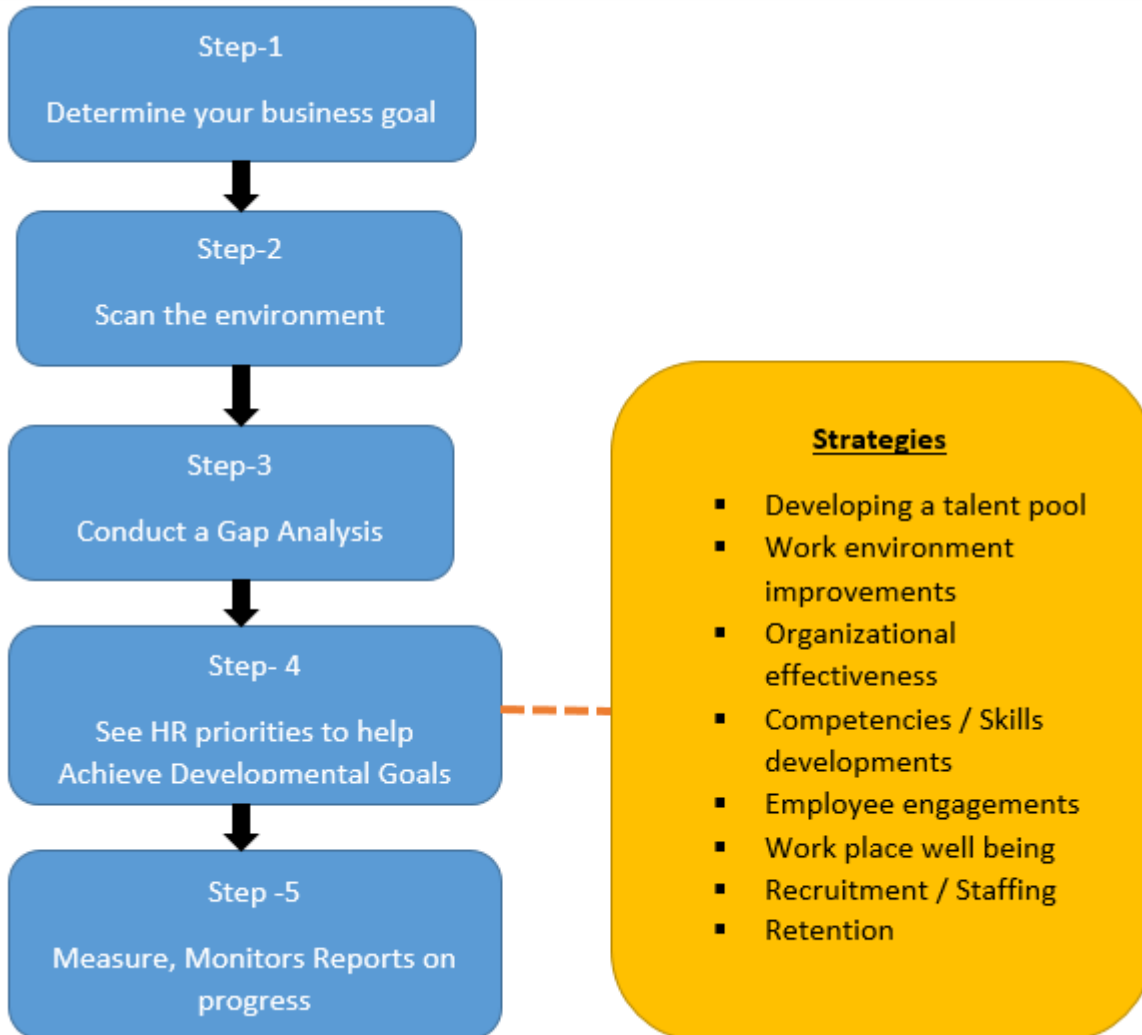 Step-1
Determine your business goal
Step-2
Scan the environment
Step-3
Conduct a Gap Analysis
Step- 4
See HR priorities to help
Achieve Developmental Goals
Step -5
Measure, Monitors Reports on
progress
Strategies
▪ Developing a talent pool
▪ Work environment
improvements
▪ Organizational
effectiveness
▪ Competencies / Skills
developments
▪ Employee engagements
▪ Work place well being
▪ Recruitment / Staffing
▪ Retention